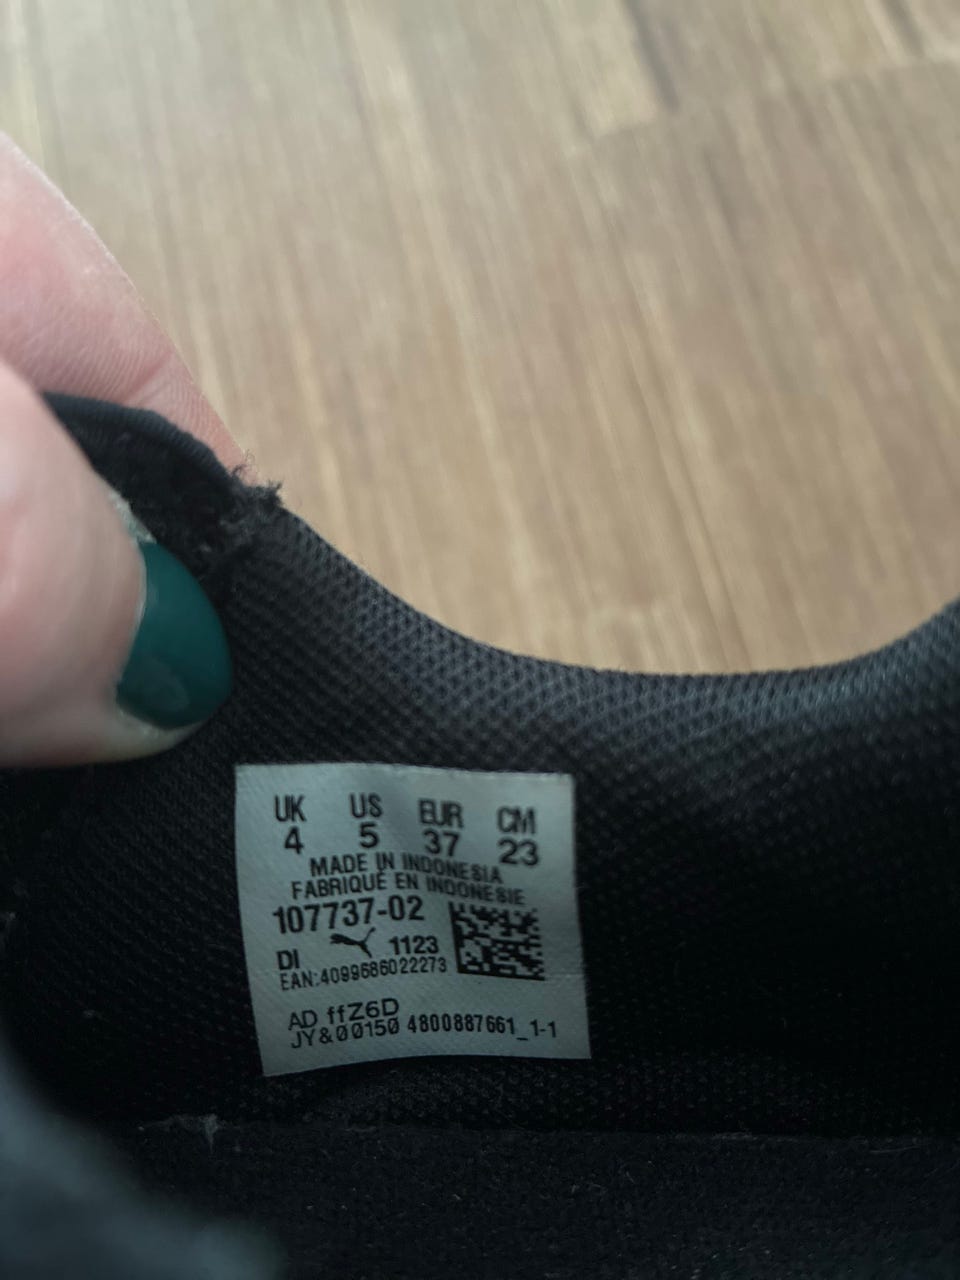 UK US EUR CM
4 5 37 23
MADE IN INDONESIA
FABRIQUÉ EN INDONESIE
107737-02
DI 1123
EAN:4099686022273
AD ffZ6D
JY&00150 4800887661_1-1